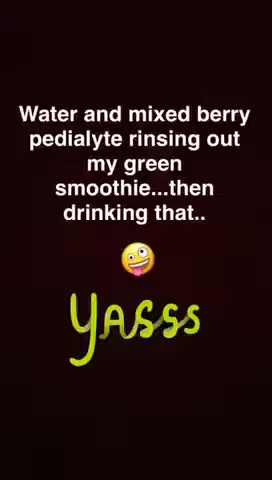 Water and mixed berry
pedialyte rinsing out
my green
smoothie...then
drinking that..
🤪
YASSS